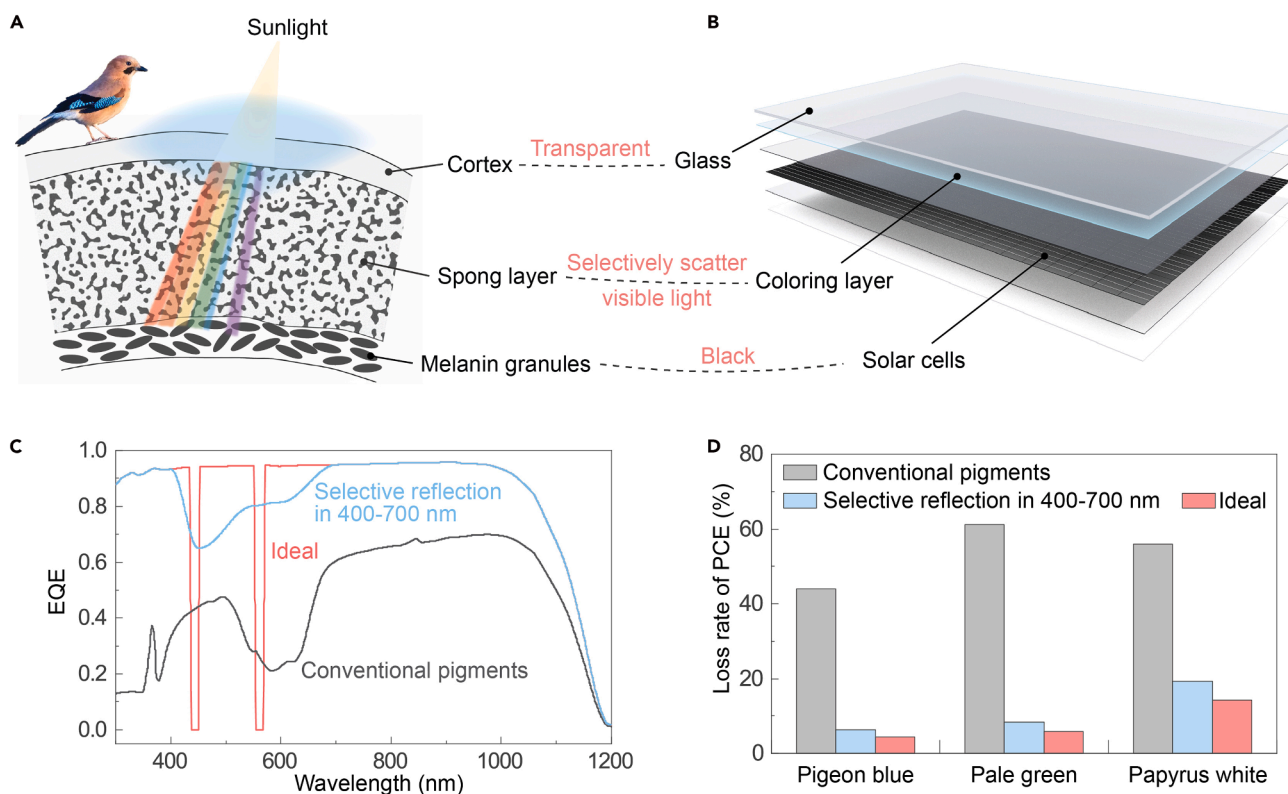 A
Sunlight
Cortex
Spong layer
Melanin granules
Transparent
Selectively scatter
visible light
Black
B
Glass
Coloring layer
Solar cells
C
EQE
1.0
0.8
0.6
0.4
0.2
0.0
Selective reflection
in 400-700 nm
Ideal
Conventional pigments
400
600
800
1000
1200
Wavelength (nm)
D
Loss rate of PCE (%)
80
60
40
20
0
Conventional pigments
Selective reflection in 400-700 nm
Ideal
Pigeon blue
Pale green
Papyrus white